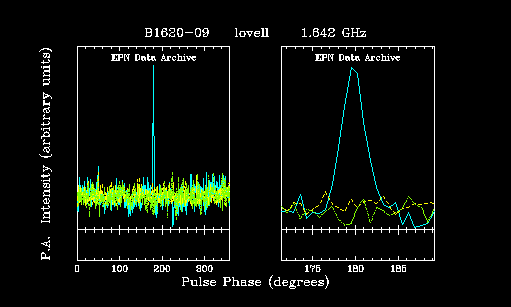 B1620-09 lovell 1.642 GHz
EPN Data Archive EPN Data Archive
P.A. Intensity (arbitrary units)
0 100 200 300 175 180 185
Pulse Phase (degrees)